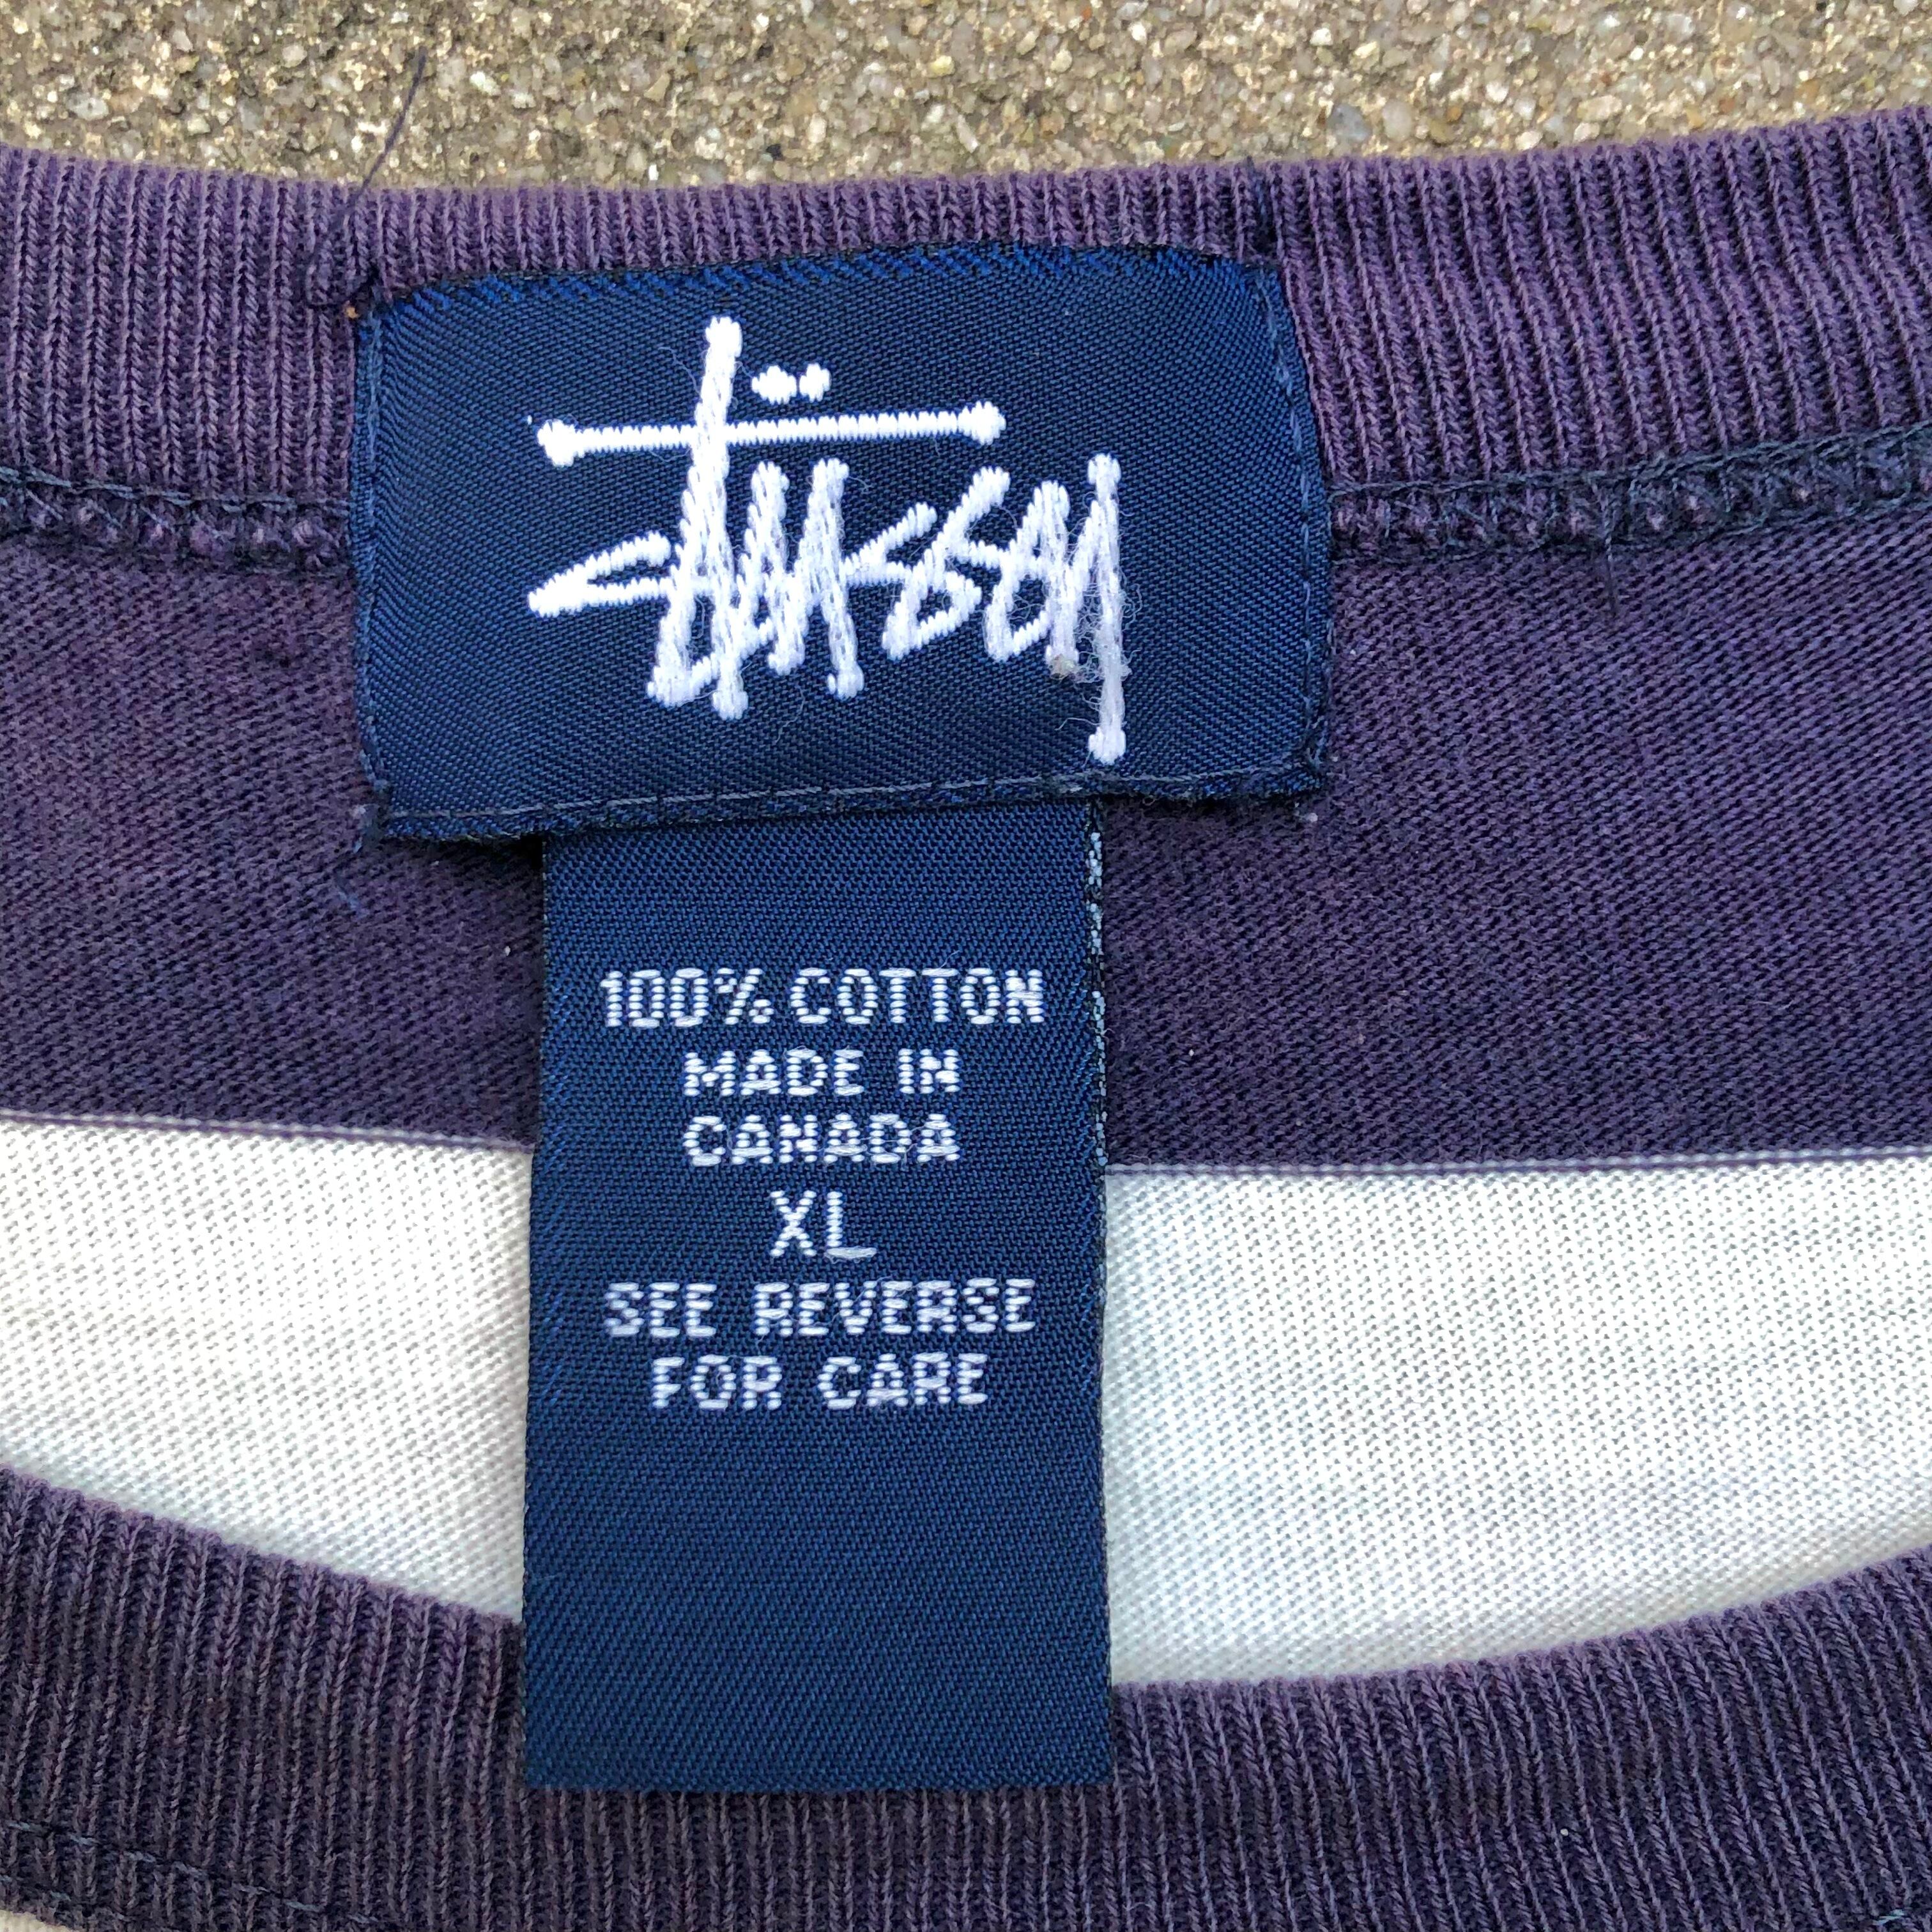 Stüssy
100% COTTON
MADE IN
CANADA
XL
SEE REVERSE
FOR CARE